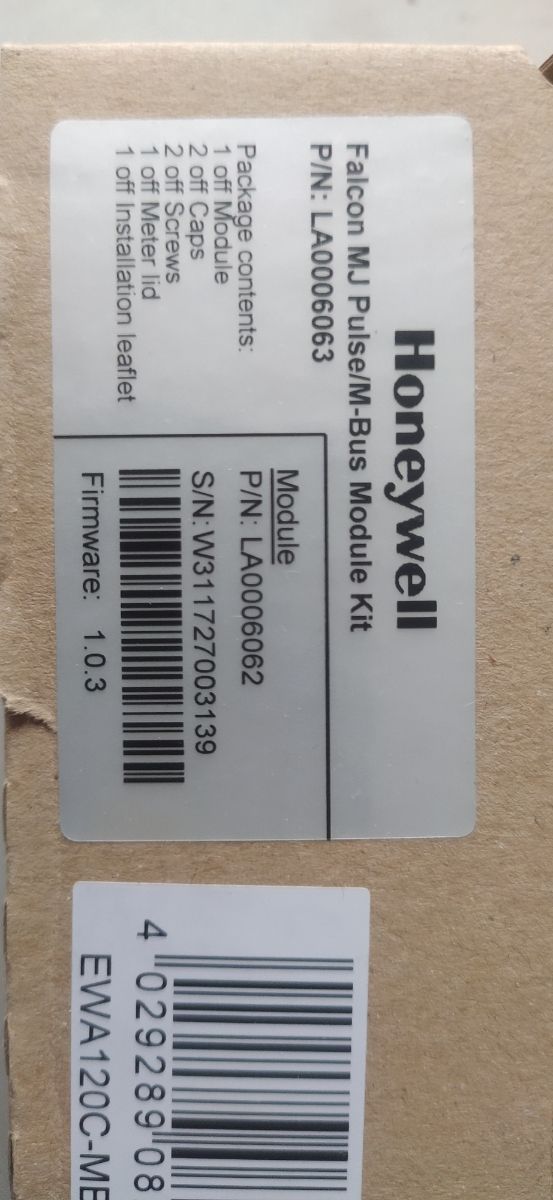 Honeywell
Falcon MJ Pulse/M-Bus Module Kit
P/N: LA0006063
Package contents:
1 off Module
2 off Caps
2 off Screws
1 off Meter lid
1 off Installation leaflet
Module
P/N: LA0006062
S/N: W311727003139
Firmware: 1.0.3
4 029289 08
EWA120C-ME